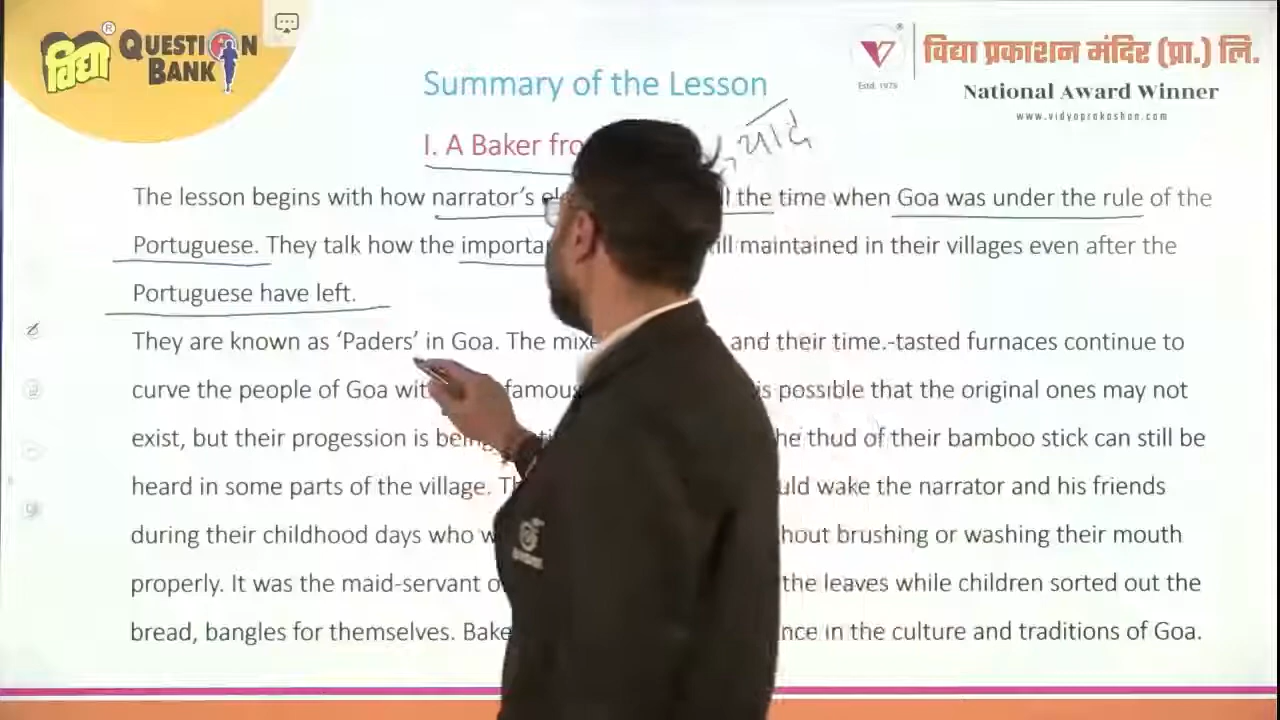 विद्या QUESTION BANK
विद्या प्रकाशन मंदिर (प्रा.) लि.
Estd. 1975
National Award Winner
www.vidyaprakashan.com
Summary of the Lesson
याद
I. A Baker fro
The lesson begins with how narrator's el the time when Goa was under the rule of the
Portuguese. They talk how the importa ill maintained in their villages even after the
Portuguese have left.
They are known as ‘Paders’ in Goa. The mixe and their time.-tasted furnaces continue to
curve the people of Goa wit famous is possible that the original ones may not
exist, but their progession is being he thud of their bamboo stick can still be
heard in some parts of the village. Th uld wake the narrator and his friends
during their childhood days who w hout brushing or washing their mouth
properly. It was the maid-servant o the leaves while children sorted out the
bread, bangles for themselves. Bake nce in the culture and traditions of Goa.